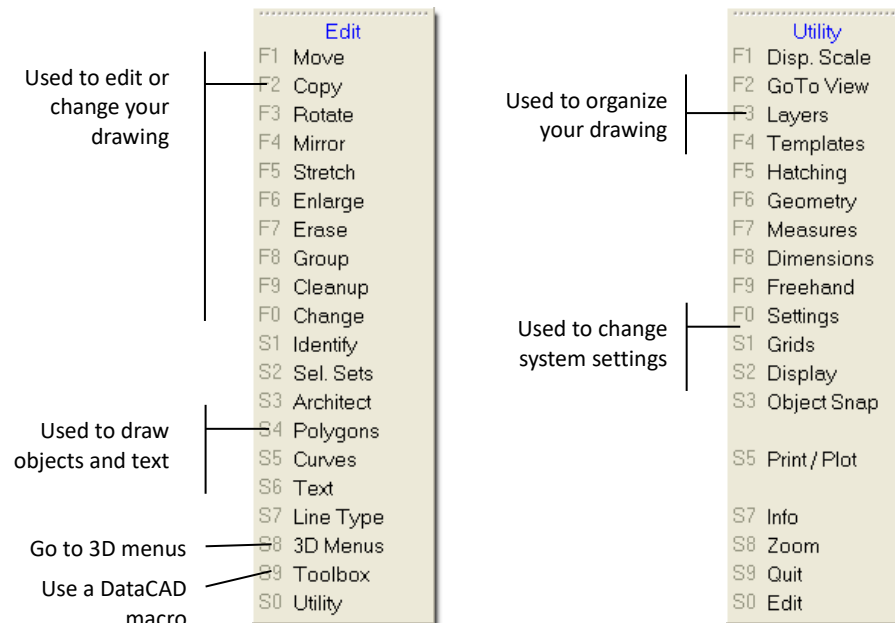 Edit
F1 Move
F2 Copy
F3 Rotate
F4 Mirror
F5 Stretch
F6 Enlarge
F7 Erase
F8 Group
F9 Cleanup
F0 Change
S1 Identify
S2 Sel. Sets
S3 Architect
S4 Polygons
S5 Curves
S6 Text
S7 Line Type
S8 3D Menus
S9 Toolbox
S0 Utility
Used to edit or
change your
drawing
Used to draw
objects and text
Go to 3D menus
Use a DataCAD
macro
Utility
F1 Disp. Scale
F2 GoTo View
F3 Layers
F4 Templates
F5 Hatching
F6 Geometry
F7 Measures
F8 Dimensions
F9 Freehand
F0 Settings
S1 Grids
S2 Display
S3 Object Snap
S5 Print / Plot
S7 Info
S8 Zoom
S9 Quit
S0 Edit
Used to organize
your drawing
Used to change
system settings